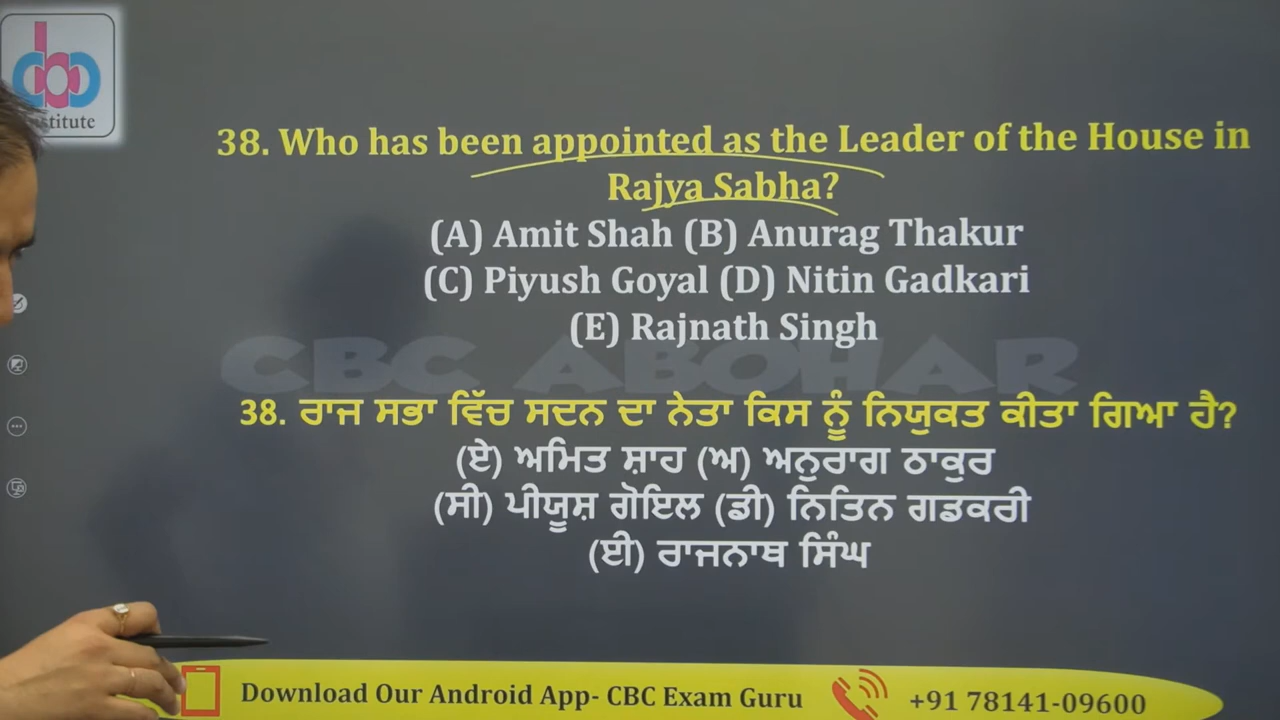 stitute
38. Who has been appointed as the Leader of the House in
Rajya Sabha?
(A) Amit Shah (B) Anurag Thakur
(C) Piyush Goyal (D) Nitin Gadkari
(E) Rajnath Singh
CBC ABOHAR
38. ਰਾਜ ਸਭਾ ਵਿੱਚ ਸਦਨ ਦਾ ਨੇਤਾ ਕਿਸ ਨੂੰ ਨਿਯੁਕਤ ਕੀਤਾ ਗਿਆ ਹੈ?
(ਏ) ਅਮਿਤ ਸ਼ਾਹ (ਅ) ਅਨੁਰਾਗ ਠਾਕੁਰ
(ਸੀ) ਪੀਯੂਸ਼ ਗੋਇਲ (ਡੀ) ਨਿਤਿਨ ਗਡਕਰੀ
(ਈ) ਰਾਜਨਾਥ ਸਿੰਘ
Download Our Android App- CBC Exam Guru +91 78141-09600